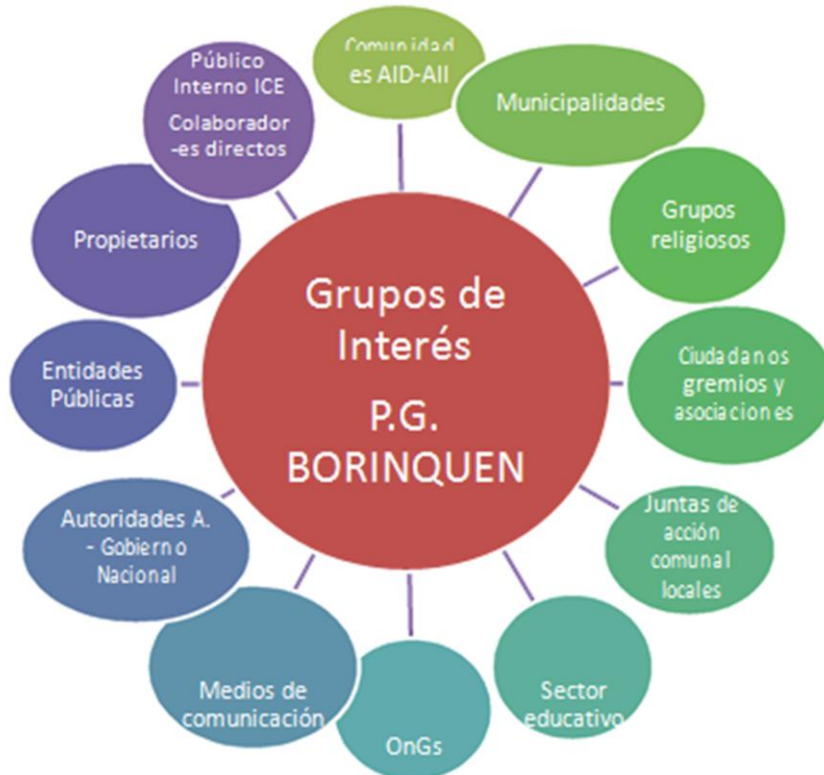 Grupos de
Interés
P.G.
BORINQUEN
Comunidad
es AID-AII
Municipalidades
Grupos
religiosos
Ciudadanos
gremios y
asociaciones
Juntas de
acción
comunal
locales
Sector
educativo
OnGs
Medios de
comunicación
Autoridades A.
- Gobierno
Nacional
Entidades
Públicas
Propietarios
Público
Interno ICE
Colaborador
-es directos